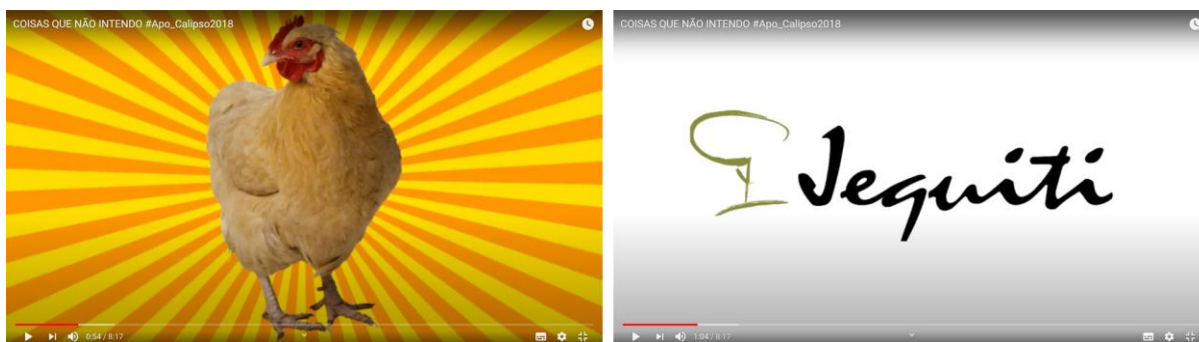 COISAS QUE NÃO INTENDO #Apo_Calipso2018
0:54 / 8:17
COISAS QUE NÃO INTENDO #Apo_Calipso2018
Jequiti
1:04 / 8:17